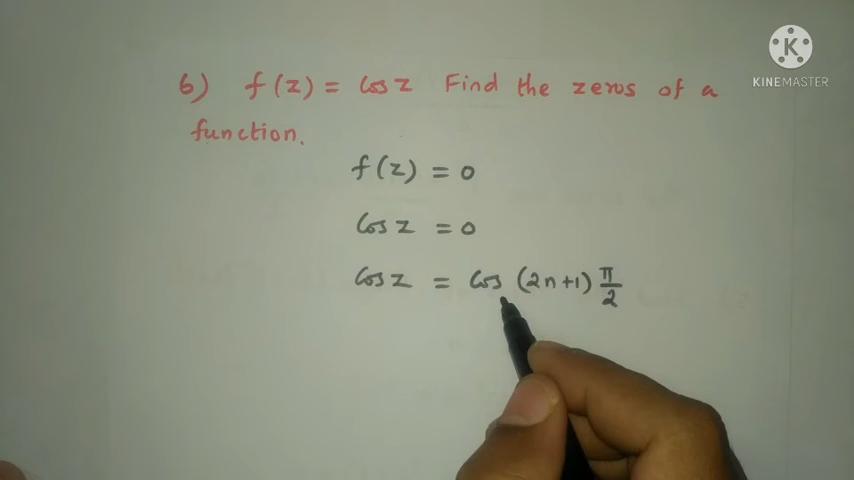 6) f(z) = Cos z Find the zeros of a
function.
f(z) = 0
Cos z = 0
Cos z = Cos (2n+1) π/2
K
KINEMASTER